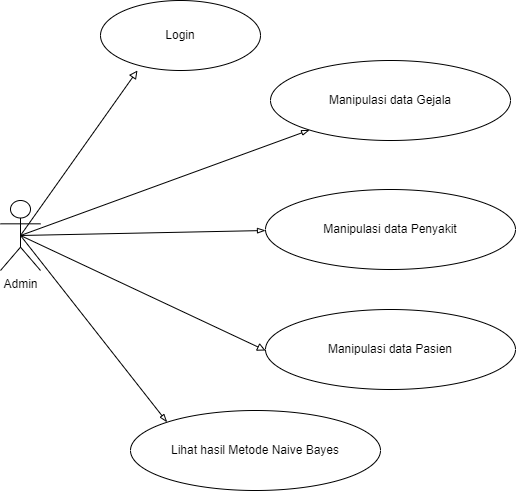 Login
Manipulasi data Gejala
Manipulasi data Penyakit
Admin
Manipulasi data Pasien
Lihat hasil Metode Naive Bayes